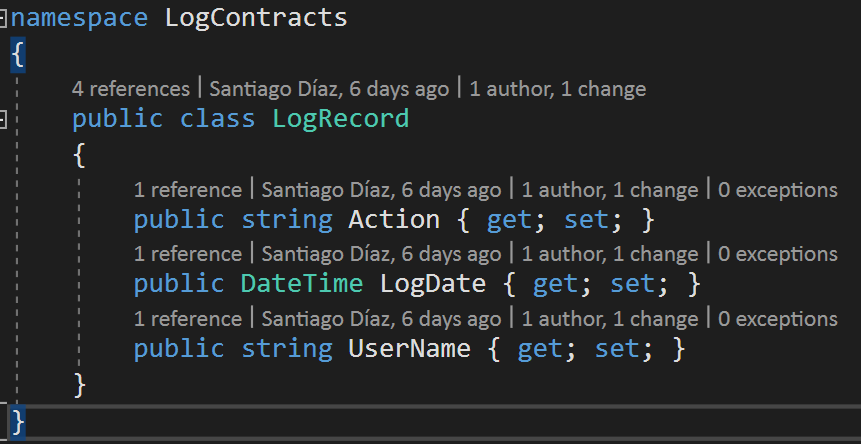 namespace LogContracts
{
4 references | Santiago Díaz, 6 days ago | 1 author, 1 change
public class LogRecord
{
1 reference | Santiago Díaz, 6 days ago | 1 author, 1 change | 0 exceptions
public string Action { get; set; }
1 reference | Santiago Díaz, 6 days ago | 1 author, 1 change | 0 exceptions
public DateTime LogDate { get; set; }
1 reference | Santiago Díaz, 6 days ago | 1 author, 1 change | 0 exceptions
public string UserName { get; set; }
}
}